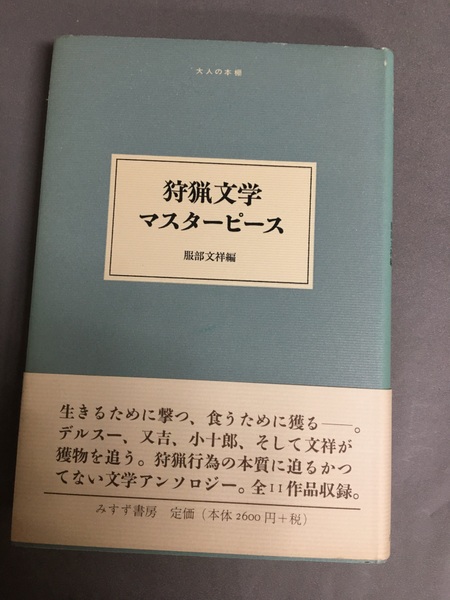 大人の本棚
狩猟文学
マスターピース
服部文祥編
生きるために撃つ、食うために獲る――。
デルスー、又吉、小十郎、そして文祥が
獲物を追う。狩猟行為の本質に迫るかつ
てない文学アンソロジー。全11作品収録。
みすず書房 定価（本体2600円＋税）